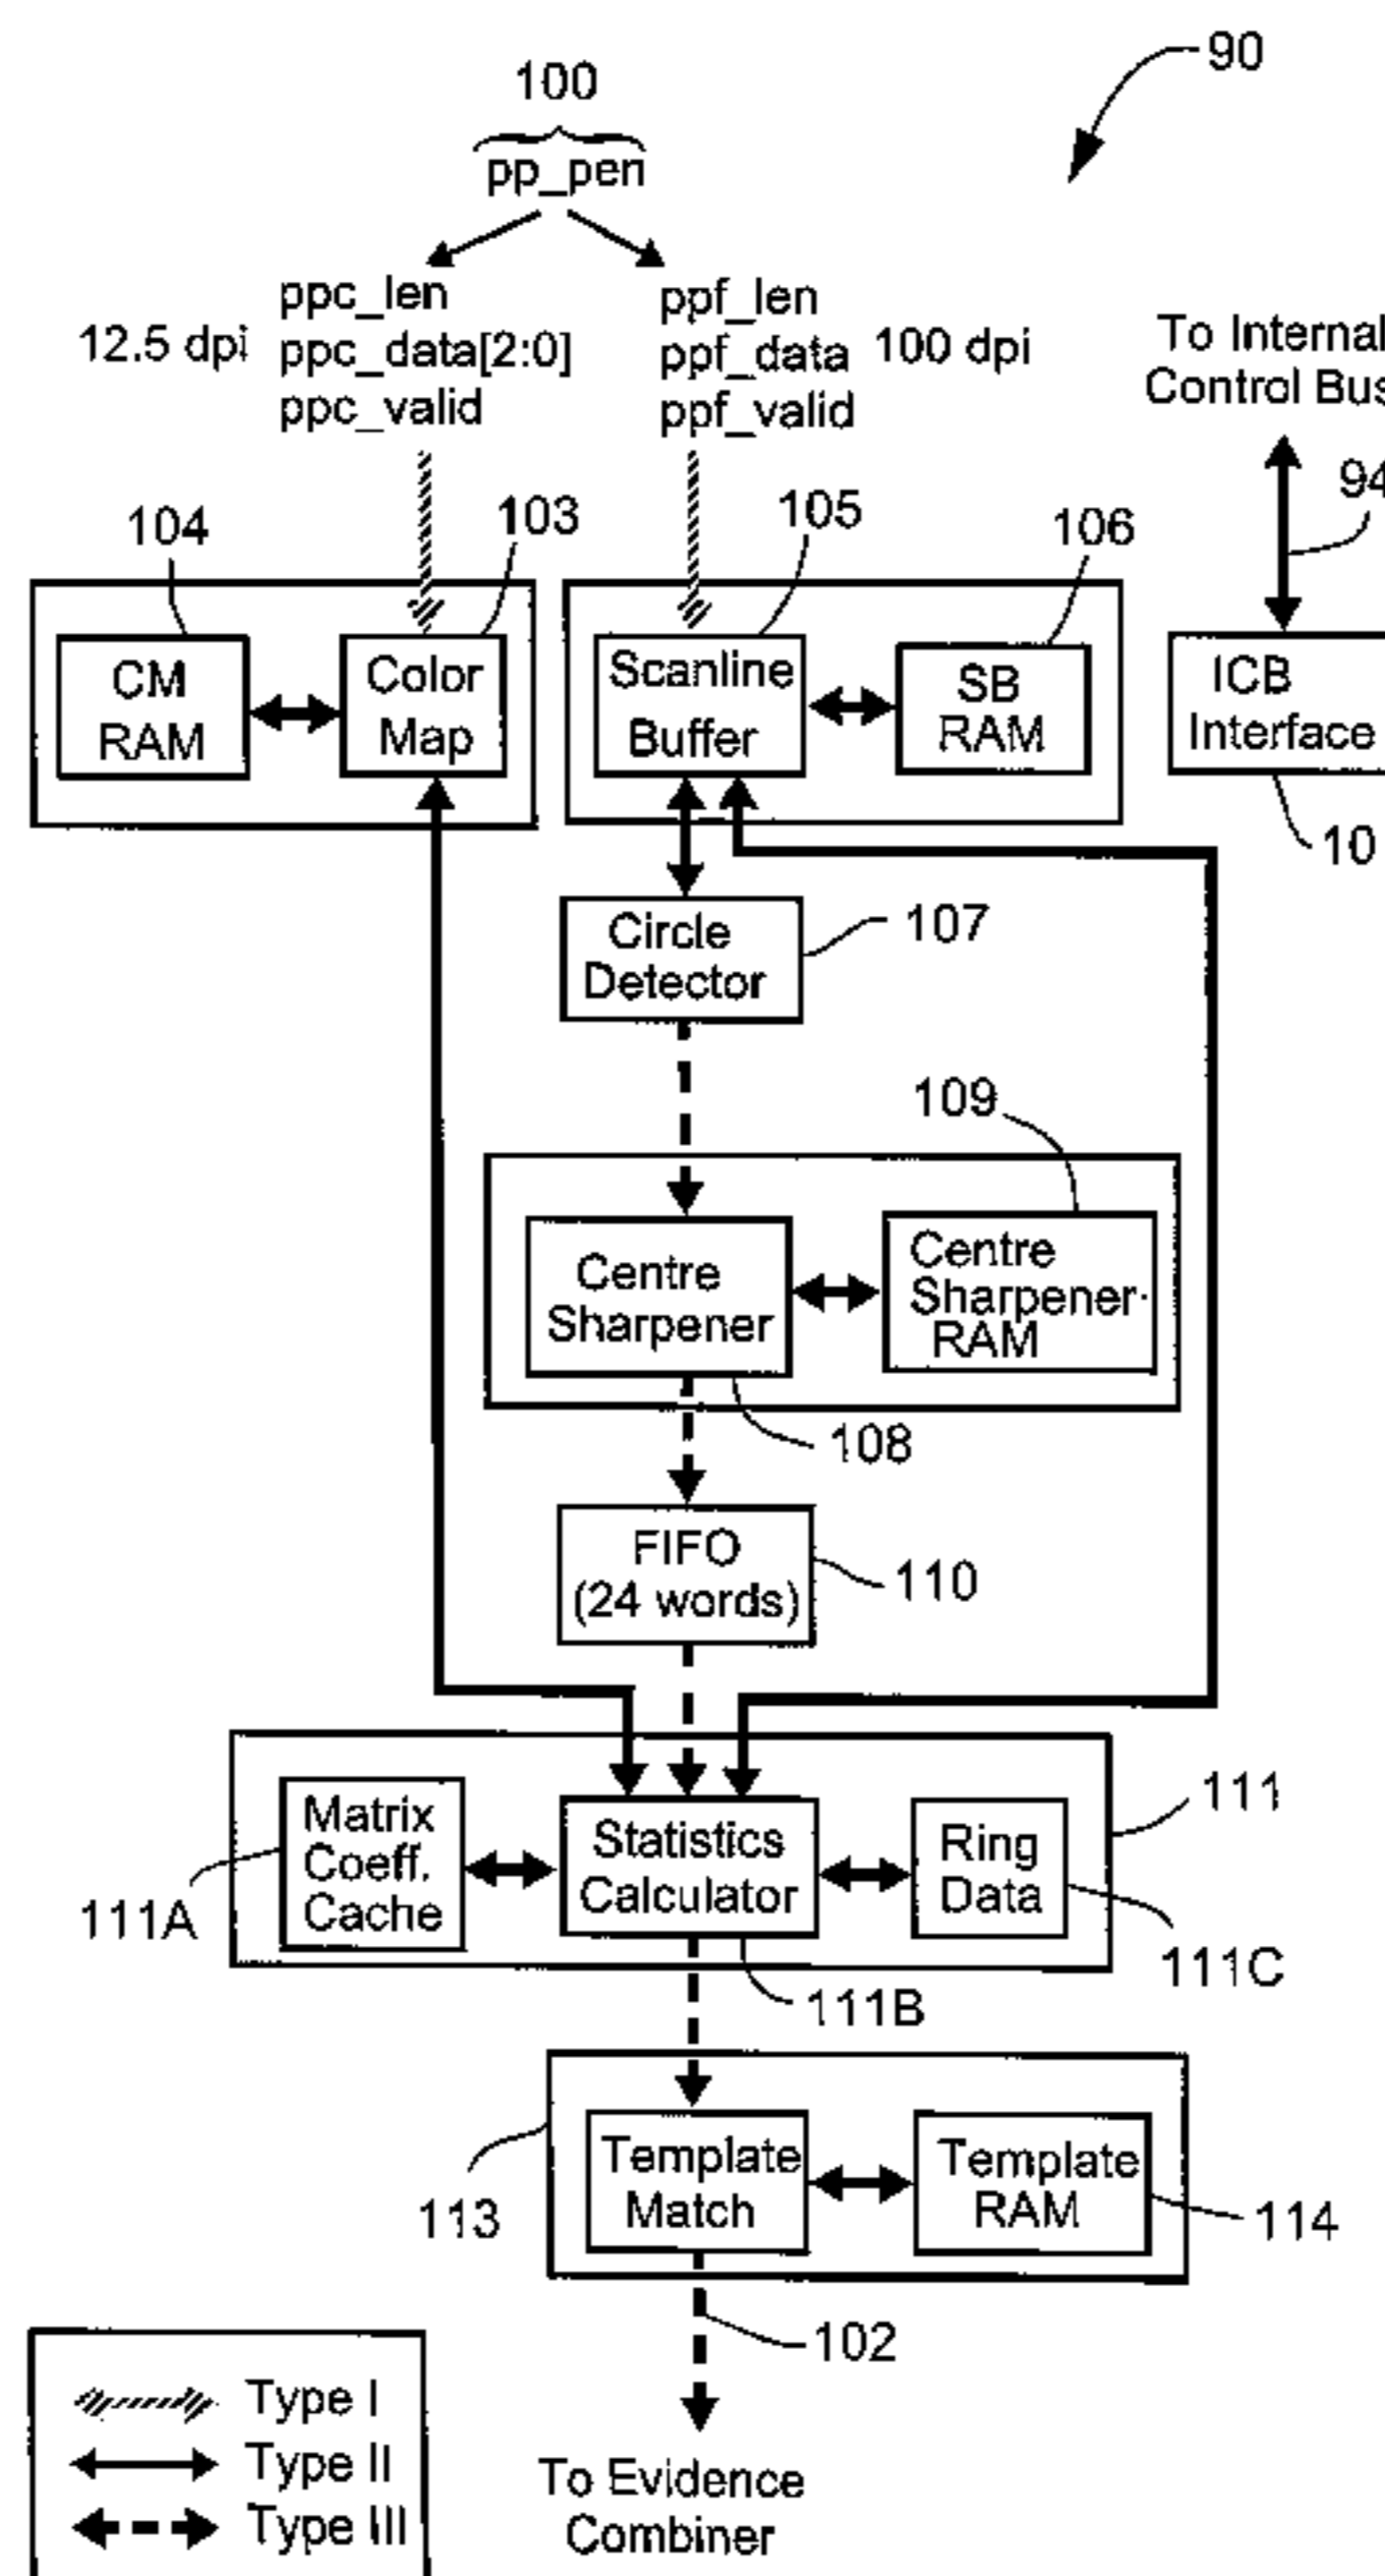 90
100
pp_pen
ppc_len
12.5 dpi
ppc_data[2:0]
ppc_valid
ppf_len
ppf_data
100 dpi
ppf_valid
To Internal
Control Bus
94
104
103
105
106
CM
RAM
Color
Map
Scanline
Buffer
SB
RAM
ICB
Interface
10
Circle
Detector
107
109
Centre
Sharpener
Centre
Sharpener
RAM
108
FIFO
(24 words)
110
111
Matrix
Coeff.
Cache
Statistics
Calculator
Ring
Data
111A
111C
111B
Template
Match
Template
RAM
113
114
102
Type I
Type II
Type III
To Evidence
Combiner